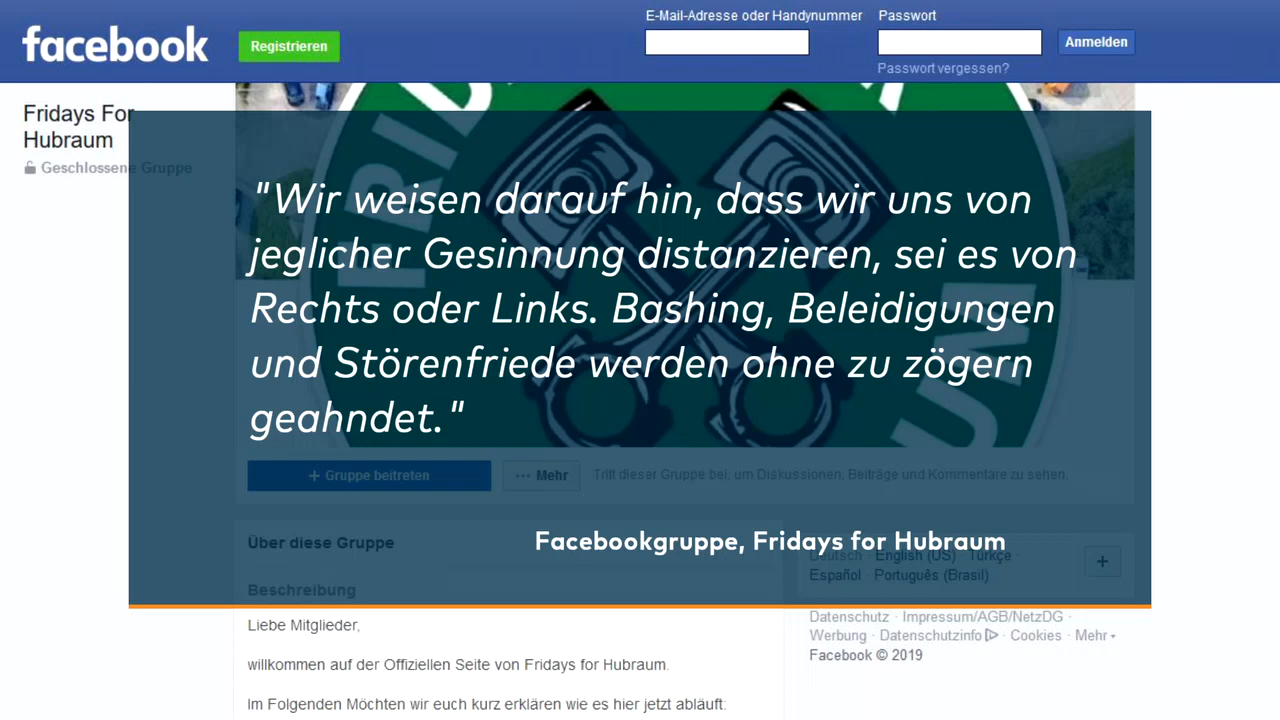 facebook
Registrieren
E-Mail-Adresse oder Handynummer
Passwort
Anmelden
Passwort vergessen?
Fridays For
Hubraum
Geschlossene Gruppe
FRID
UM
"Wir weisen darauf hin, dass wir uns von
jeglicher Gesinnung distanzieren, sei es von
Rechts oder Links. Bashing, Beleidigungen
und Störenfriede werden ohne zu zögern
geahndet."
Facebookgruppe, Fridays for Hubraum
+ Gruppe beitreten
··· Mehr
Tritt dieser Gruppe bei, um Diskussionen, Beiträge und Kommentare zu sehen.
Über diese Gruppe
Beschreibung
Liebe Mitglieder,
willkommen auf der Offiziellen Seite von Fridays for Hubraum.
Im Folgenden Möchten wir euch kurz erklären wie es hier jetzt abläuft:
Deutsch · English (US) · Türkçe ·
Español · Português (Brasil)
+
Datenschutz · Impressum/AGB/NetzDG ·
Werbung · Datenschutzinfo · Cookies · Mehr
Facebook © 2019